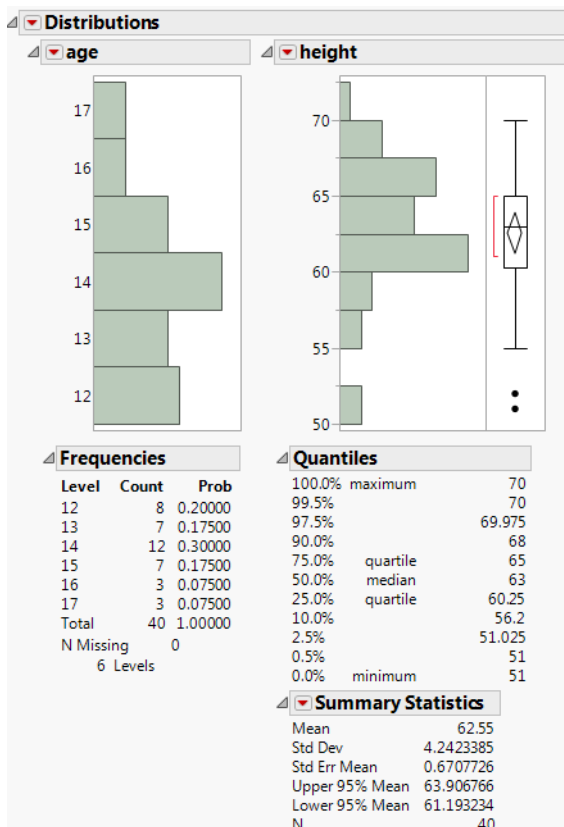 Distributions
age
17
16
15
14
13
12
Frequencies
Level Count Prob
12 8 0.20000
13 7 0.17500
14 12 0.30000
15 7 0.17500
16 3 0.07500
17 3 0.07500
Total 40 1.00000
N Missing 0
6 Levels
height
70
65
60
55
50
Quantiles
100.0% maximum 70
99.5% 70
97.5% 69.975
90.0% 68
75.0% quartile 65
50.0% median 63
25.0% quartile 60.25
10.0% 56.2
2.5% 51.025
0.5% 51
0.0% minimum 51
Summary Statistics
Mean 62.55
Std Dev 4.2423385
Std Err Mean 0.6707726
Upper 95% Mean 63.906766
Lower 95% Mean 61.193234
N 40